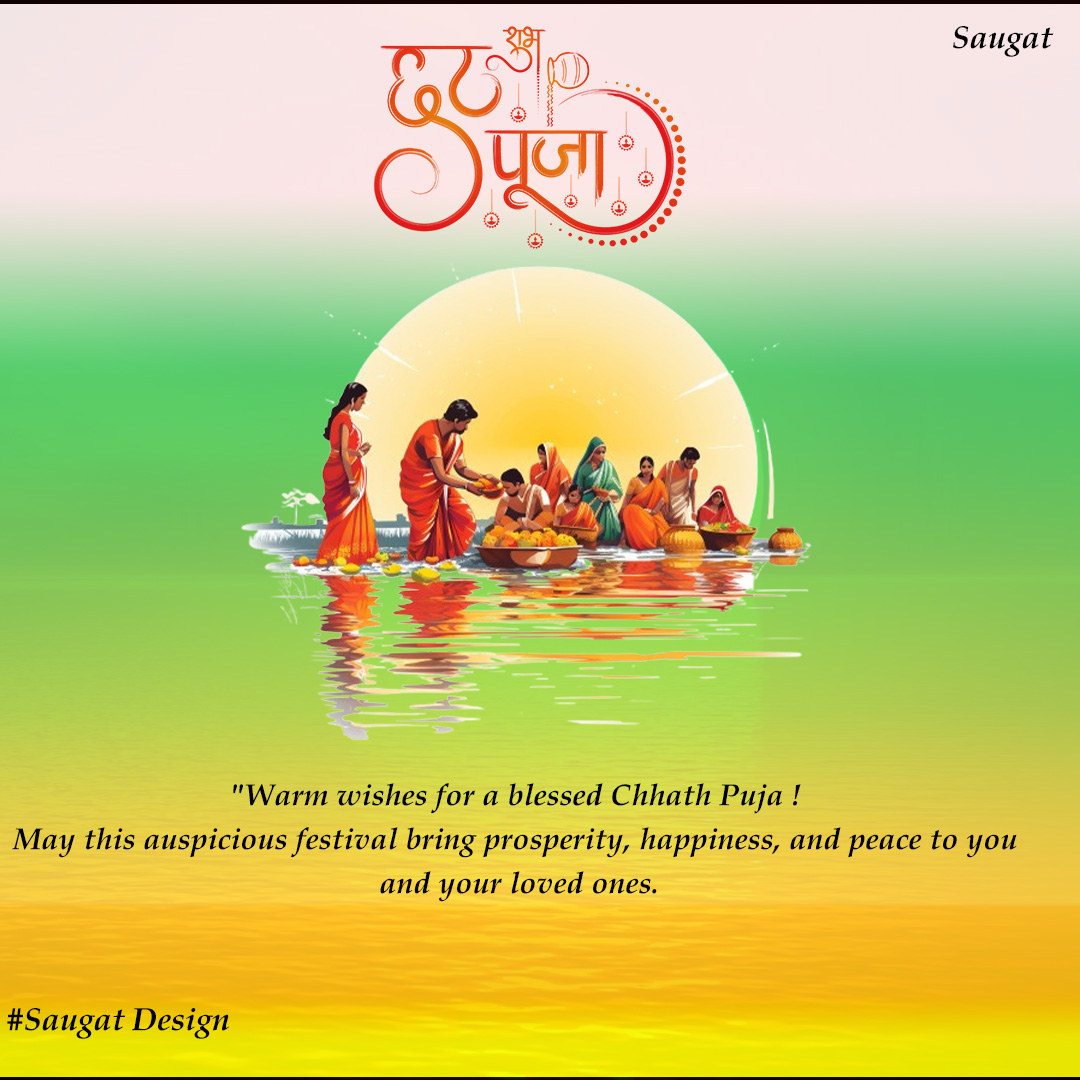 Saugat
शुभ
छट
पूजा
"Warm wishes for a blessed Chhath Puja !
May this auspicious festival bring prosperity, happiness, and peace to you
and your loved ones.
#Saugat Design